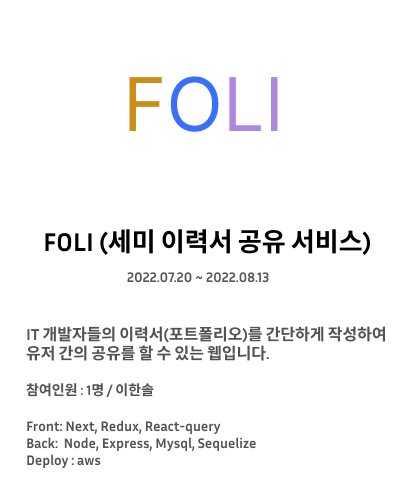 FOLI
FOLI (세미 이력서 공유 서비스)
2022.07.20 ~ 2022.08.13
IT 개발자들의 이력서(포트폴리오)를 간단하게 작성하여
유저 간의 공유를 할 수 있는 웹입니다.
참여인원 : 1명 / 이한솔
Front: Next, Redux, React-query
Back:  Node, Express, Mysql, Sequelize
Deploy : aws